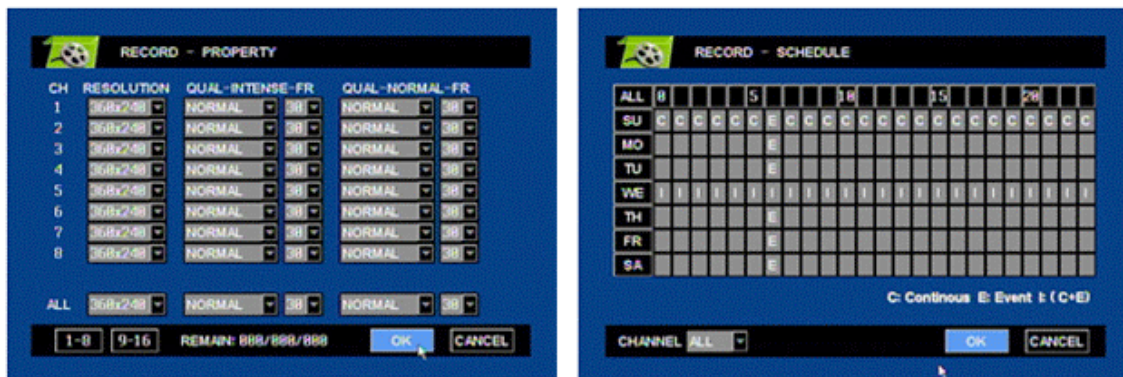 RECORD - PROPERTY
CH RESOLUTION QUAL-INTENSE-FR QUAL-NORMAL-FR
1 360x240 NORMAL 30 NORMAL 30
2 360x240 NORMAL 30 NORMAL 30
3 360x240 NORMAL 30 NORMAL 30
4 360x240 NORMAL 30 NORMAL 30
5 360x240 NORMAL 30 NORMAL 30
6 360x240 NORMAL 30 NORMAL 30
7 360x240 NORMAL 30 NORMAL 30
8 360x240 NORMAL 30 NORMAL 30
ALL 360x240 NORMAL 30 NORMAL 30
1-8 9-16 REMAIN: 000/000/000 OK CANCEL
RECORD - SCHEDULE
ALL 0 5 10 15 20
SU C C C C C C E C C C C C C C C C C C C C C C C C
MO E
TU E
WE I I I I I I I I I I I I I I I I I I I I I I I I
TH E
FR E
SA E
C: Continous E: Event I: (C+E)
CHANNEL ALL OK CANCEL